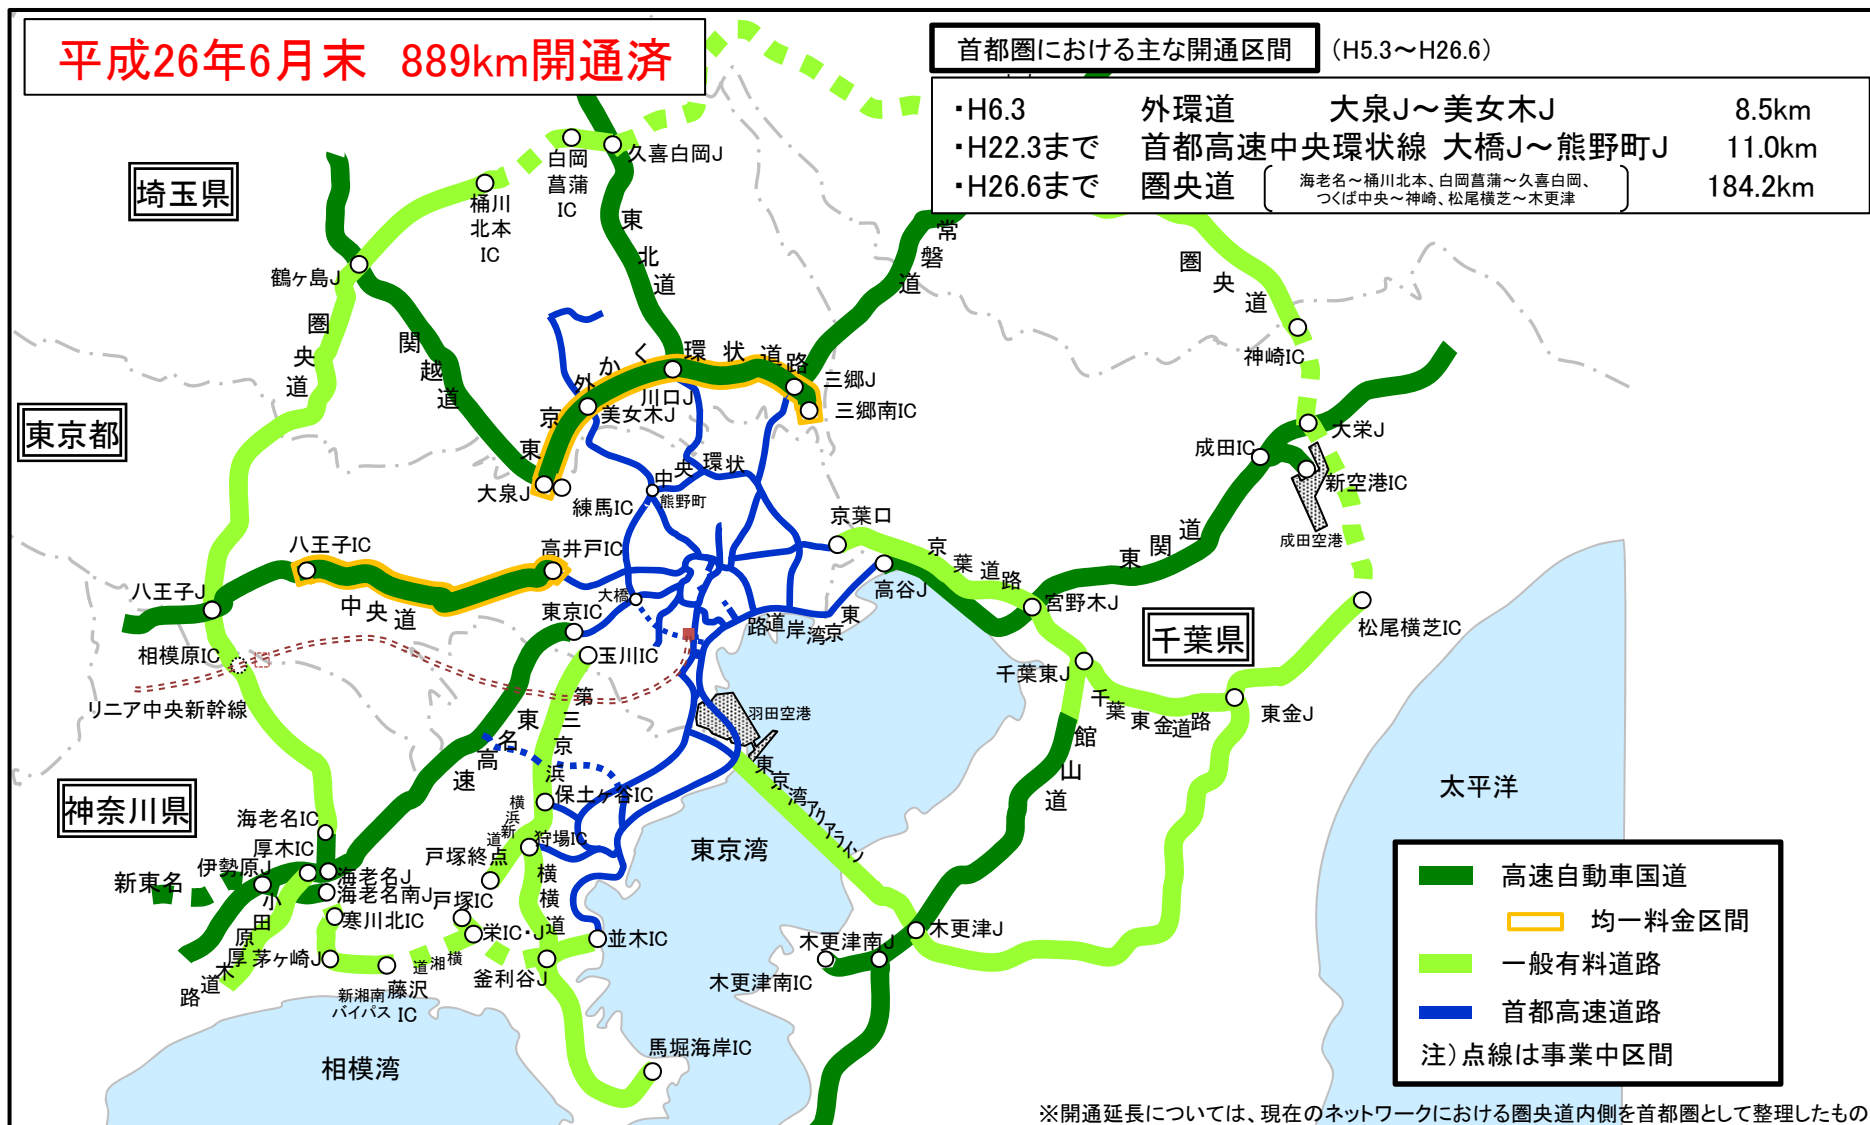 平成26年6月末 889km開通済
首都圏における主な開通区間 (H5.3～H26.6)
・H6.3 外環道 大泉J～美女木J 8.5km
・H22.3まで 首都高速中央環状線 大橋J～熊野町J 11.0km
・H26.6まで 圏央道 海老名～桶川北本、白岡菖蒲～久喜白岡、 184.2km
つくば中央～神崎、松尾横芝～木更津
埼玉県
白岡
菖蒲
IC
久喜白岡J
桶川
北本
IC
東北道
常磐道
圏央道
鶴ヶ島J
圏央道
関越道
神崎IC
東京外かく環状道路
三郷J
三郷南IC
川口J
美女木J
東京都
大栄J
成田IC
新空港IC
成田空港
大泉J
練馬IC
中央環状
熊野町
京葉口
京葉道路
東関道
高谷J
八王子IC
高井戸IC
八王子J
中央道
大橋
東京IC
東京湾岸道路
宮野木J
千葉県
松尾横芝IC
相模原IC
玉川IC
千葉東J
リニア中央新幹線
第三京浜
東名高速
羽田空港
千葉東金道路
東金J
館山道
東京湾アクアライン
太平洋
神奈川県
海老名IC
厚木IC
伊勢原J
新東名
海老名J
海老名南J
寒川北IC
横浜新道
保土ヶ谷IC
狩場IC
戸塚終点
戸塚IC
東京湾
横横道
栄IC・J
並木IC
小田原厚木道路
茅ヶ崎J
横湘道
釜利谷J
新湘南
バイパス
藤沢
IC
木更津南J
木更津J
木更津南IC
馬堀海岸IC
相模湾
高速自動車国道
均一料金区間
一般有料道路
首都高速道路
注)点線は事業中区間
※開通延長については、現在のネットワークにおける圏央道内側を首都圏として整理したもの